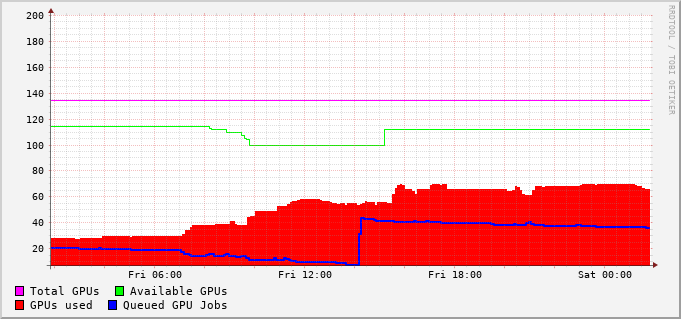 200
180
160
140
120
100
80
60
40
20
Fri 06:00 Fri 12:00 Fri 18:00 Sat 00:00
Total GPUs Available GPUs
GPUs used Queued GPU Jobs
RRDTOOL / TOBI OETIKER